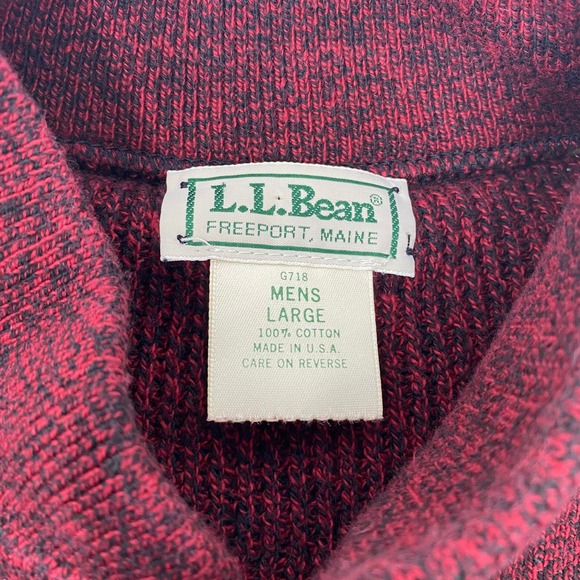 L.L.Bean®
FREEPORT, MAINE
G718
MENS
LARGE
100% COTTON
MADE IN U.S.A.
CARE ON REVERSE